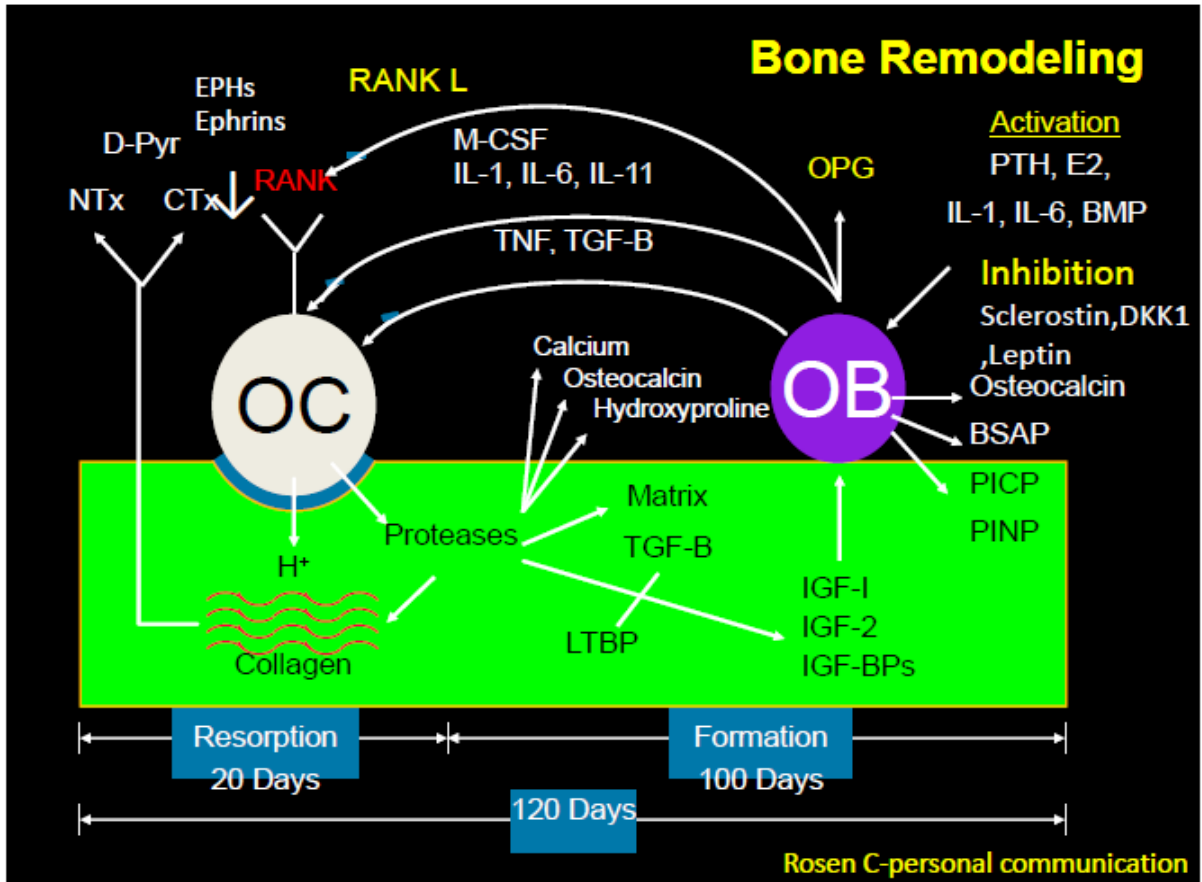 Bone Remodeling
EPHs
Ephrins
RANK L
D-Pyr
M-CSF
IL-1, IL-6, IL-11
RANK
NTx
CTx
TNF, TGF-B
OPG
Activation
PTH, E2,
IL-1, IL-6, BMP
Inhibition
Sclerostin,DKK1
,Leptin
Osteocalcin
BSAP
PICP
PINP
OC
OB
Calcium
Osteocalcin
Hydroxyproline
Proteases
H⁺
Collagen
Matrix
TGF-B
LTBP
IGF-I
IGF-2
IGF-BPs
Resorption
20 Days
Formation
100 Days
120 Days
Rosen C-personal communication